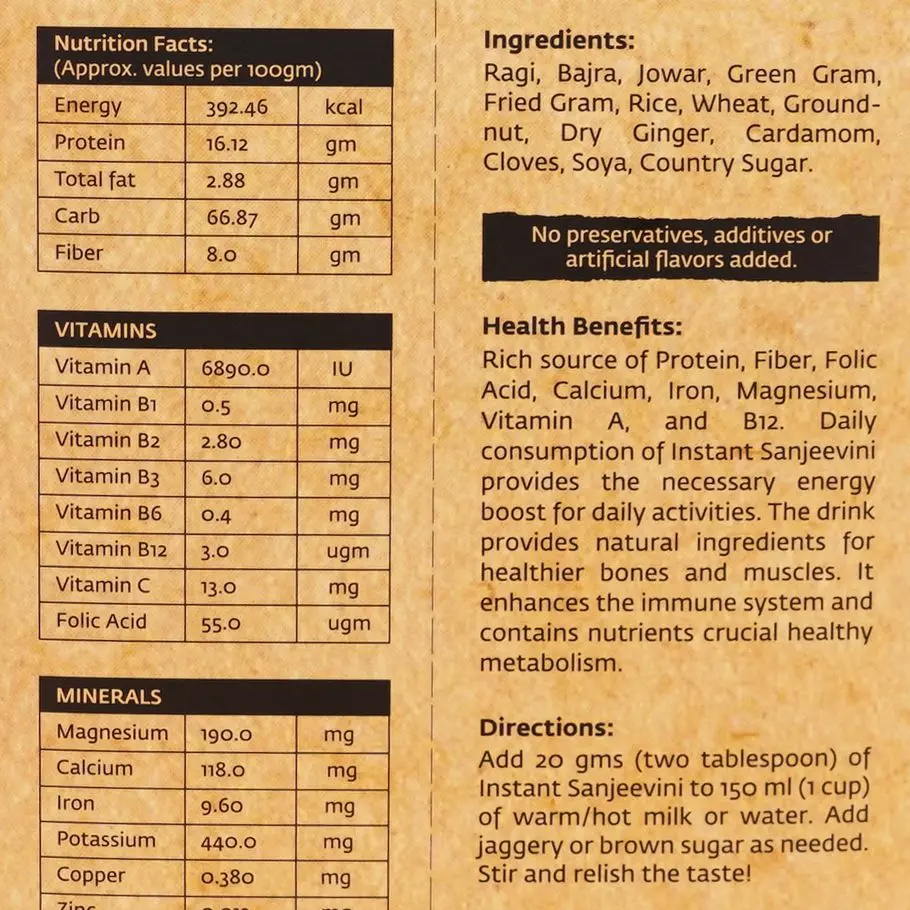 Nutrition Facts:
(Approx. values per 100gm)
Energy 392.46 kcal
Protein 16.12 gm
Total fat 2.88 gm
Carb 66.87 gm
Fiber 8.0 gm
VITAMINS
Vitamin A 6890.0 IU
Vitamin B1 0.5 mg
Vitamin B2 2.80 mg
Vitamin B3 6.0 mg
Vitamin B6 0.4 mg
Vitamin B12 3.0 ugm
Vitamin C 13.0 mg
Folic Acid 55.0 ugm
MINERALS
Magnesium 190.0 mg
Calcium 118.0 mg
Iron 9.60 mg
Potassium 440.0 mg
Copper 0.380 mg
Ingredients:
Ragi, Bajra, Jowar, Green Gram,
Fried Gram, Rice, Wheat, Ground-
nut, Dry Ginger, Cardamom,
Cloves, Soya, Country Sugar.
No preservatives, additives or
artificial flavors added.
Health Benefits:
Rich source of Protein, Fiber, Folic
Acid, Calcium, Iron, Magnesium,
Vitamin A, and B12. Daily
consumption of Instant Sanjeevini
provides the necessary energy
boost for daily activities. The drink
provides natural ingredients for
healthier bones and muscles. It
enhances the immune system and
contains nutrients crucial healthy
metabolism.
Directions:
Add 20 gms (two tablespoon) of
Instant Sanjeevini to 150 ml (1 cup)
of warm/hot milk or water. Add
jaggery or brown sugar as needed.
Stir and relish the taste!